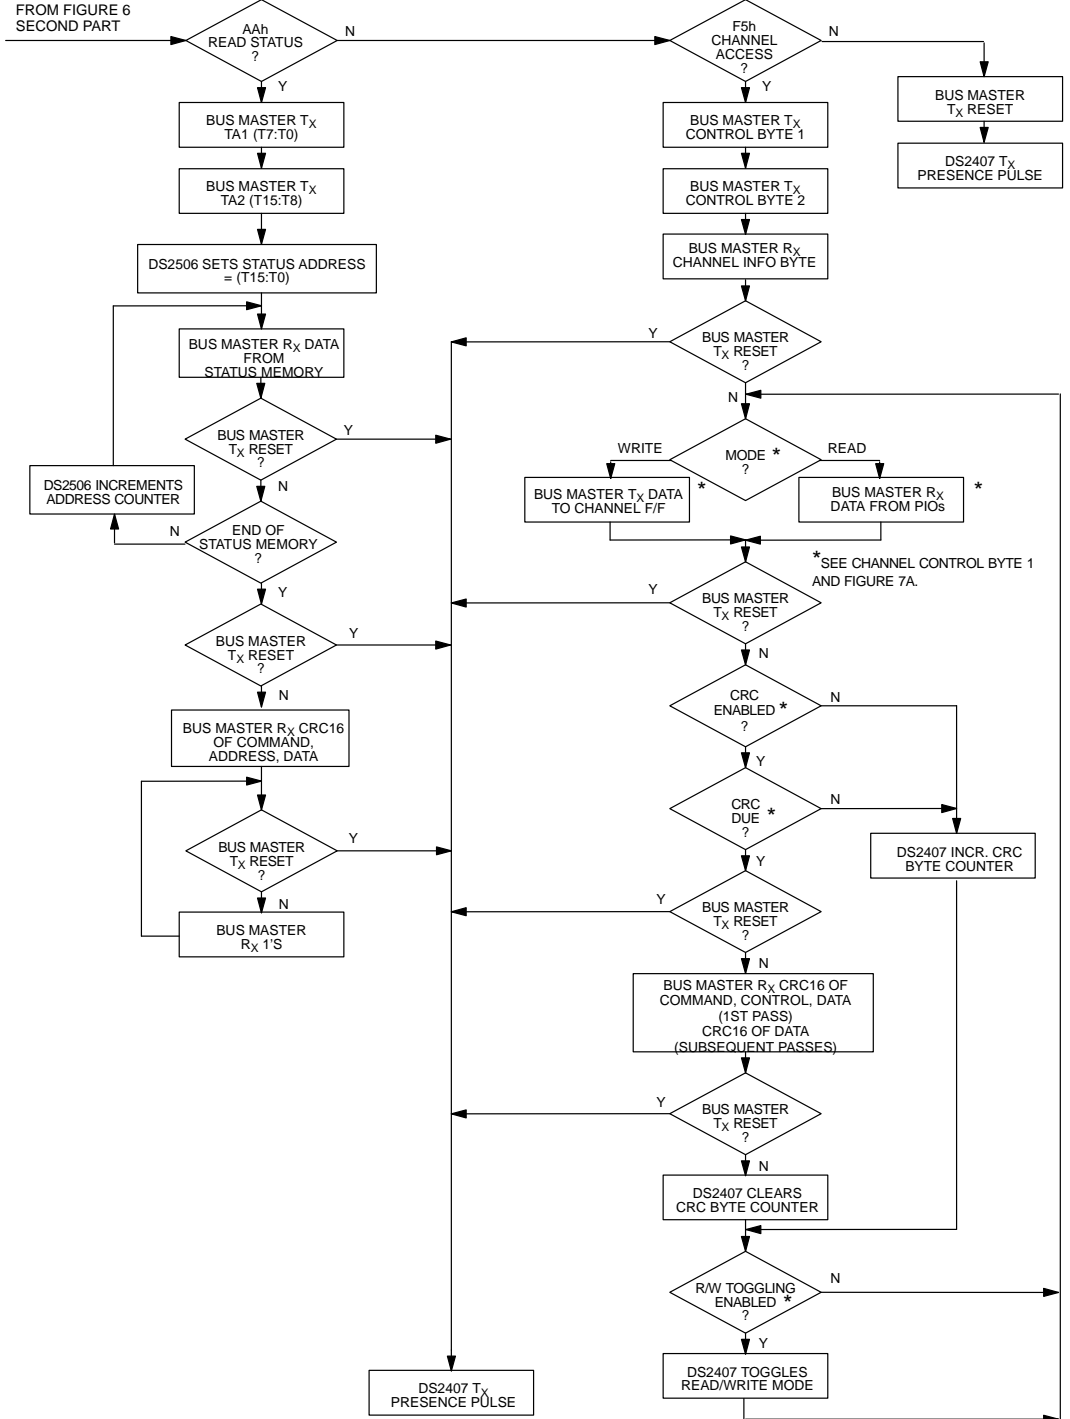 FROM FIGURE 6
SECOND PART
AAh
READ STATUS
?
N
Y
F5h
CHANNEL
ACCESS
?
N
Y
BUS MASTER
TX RESET
DS2407 TX
PRESENCE PULSE
BUS MASTER TX
TA1 (T7:T0)
BUS MASTER TX
TA2 (T15:T8)
DS2506 SETS STATUS ADDRESS
= (T15:T0)
BUS MASTER RX DATA
FROM
STATUS MEMORY
BUS MASTER
TX RESET
?
Y
N
DS2506 INCREMENTS
ADDRESS COUNTER
END OF
STATUS MEMORY
?
N
Y
BUS MASTER
TX RESET
?
Y
N
BUS MASTER RX CRC16
OF COMMAND,
ADDRESS, DATA
BUS MASTER
TX RESET
?
Y
N
BUS MASTER
RX 1'S
BUS MASTER TX
CONTROL BYTE 1
BUS MASTER TX
CONTROL BYTE 2
BUS MASTER RX
CHANNEL INFO BYTE
BUS MASTER
TX RESET
?
Y
N
MODE *
?
WRITE
READ
BUS MASTER TX DATA
TO CHANNEL F/F
*
BUS MASTER RX
DATA FROM PIOs
*
*SEE CHANNEL CONTROL BYTE 1
AND FIGURE 7A.
BUS MASTER
TX RESET
?
Y
N
CRC
ENABLED *
?
N
Y
CRC
DUE *
?
N
Y
DS2407 INCR. CRC
BYTE COUNTER
BUS MASTER
TX RESET
?
Y
N
BUS MASTER RX CRC16 OF
COMMAND, CONTROL, DATA
(1ST PASS)
CRC16 OF DATA
(SUBSEQUENT PASSES)
BUS MASTER
TX RESET
?
Y
N
DS2407 CLEARS
CRC BYTE COUNTER
R/W TOGGLING
ENABLED *
?
N
Y
DS2407 TOGGLES
READ/WRITE MODE
DS2407 TX
PRESENCE PULSE